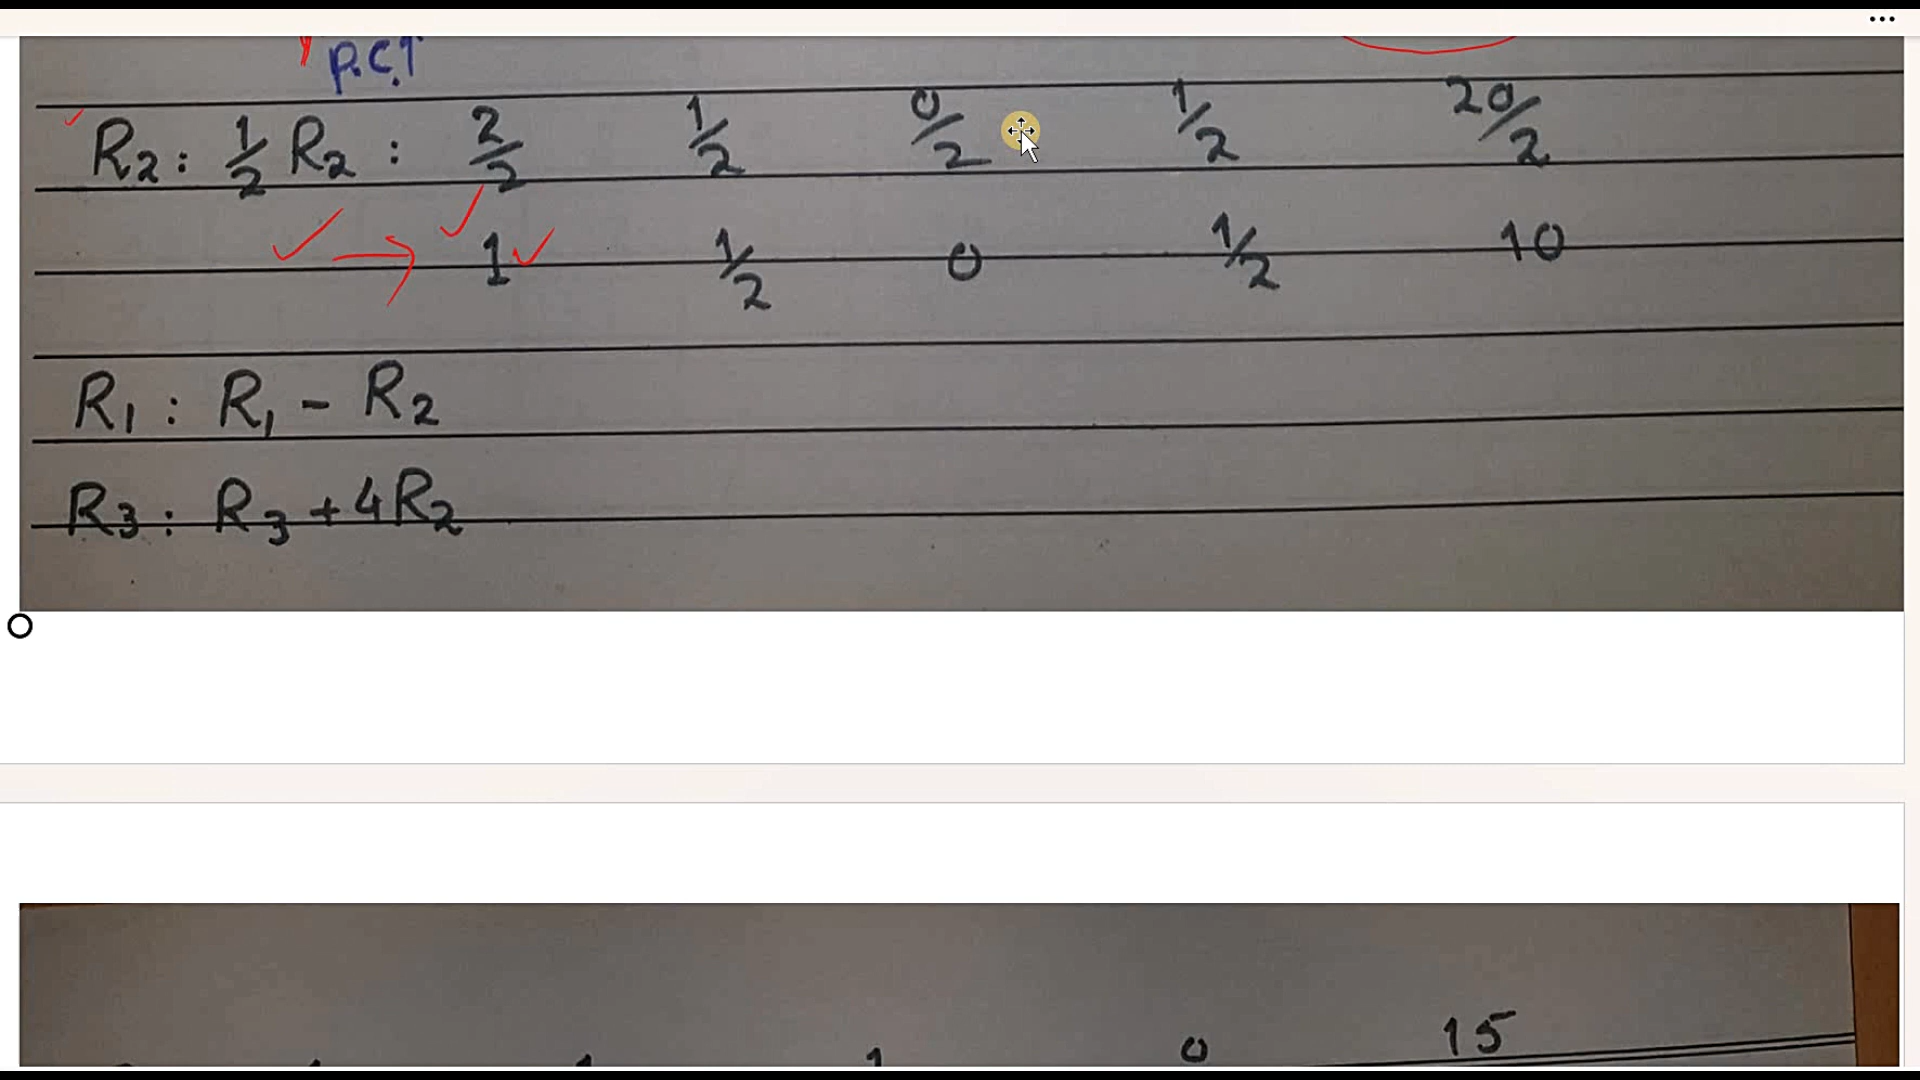 P.C.↑
R₂: ½ R₂ : 2/2 1/2 0/2 1/2 20/2
1 1/2 0 1/2 10
R₁ : R₁ - R₂
R₃ : R₃ + 4R₂
0 15